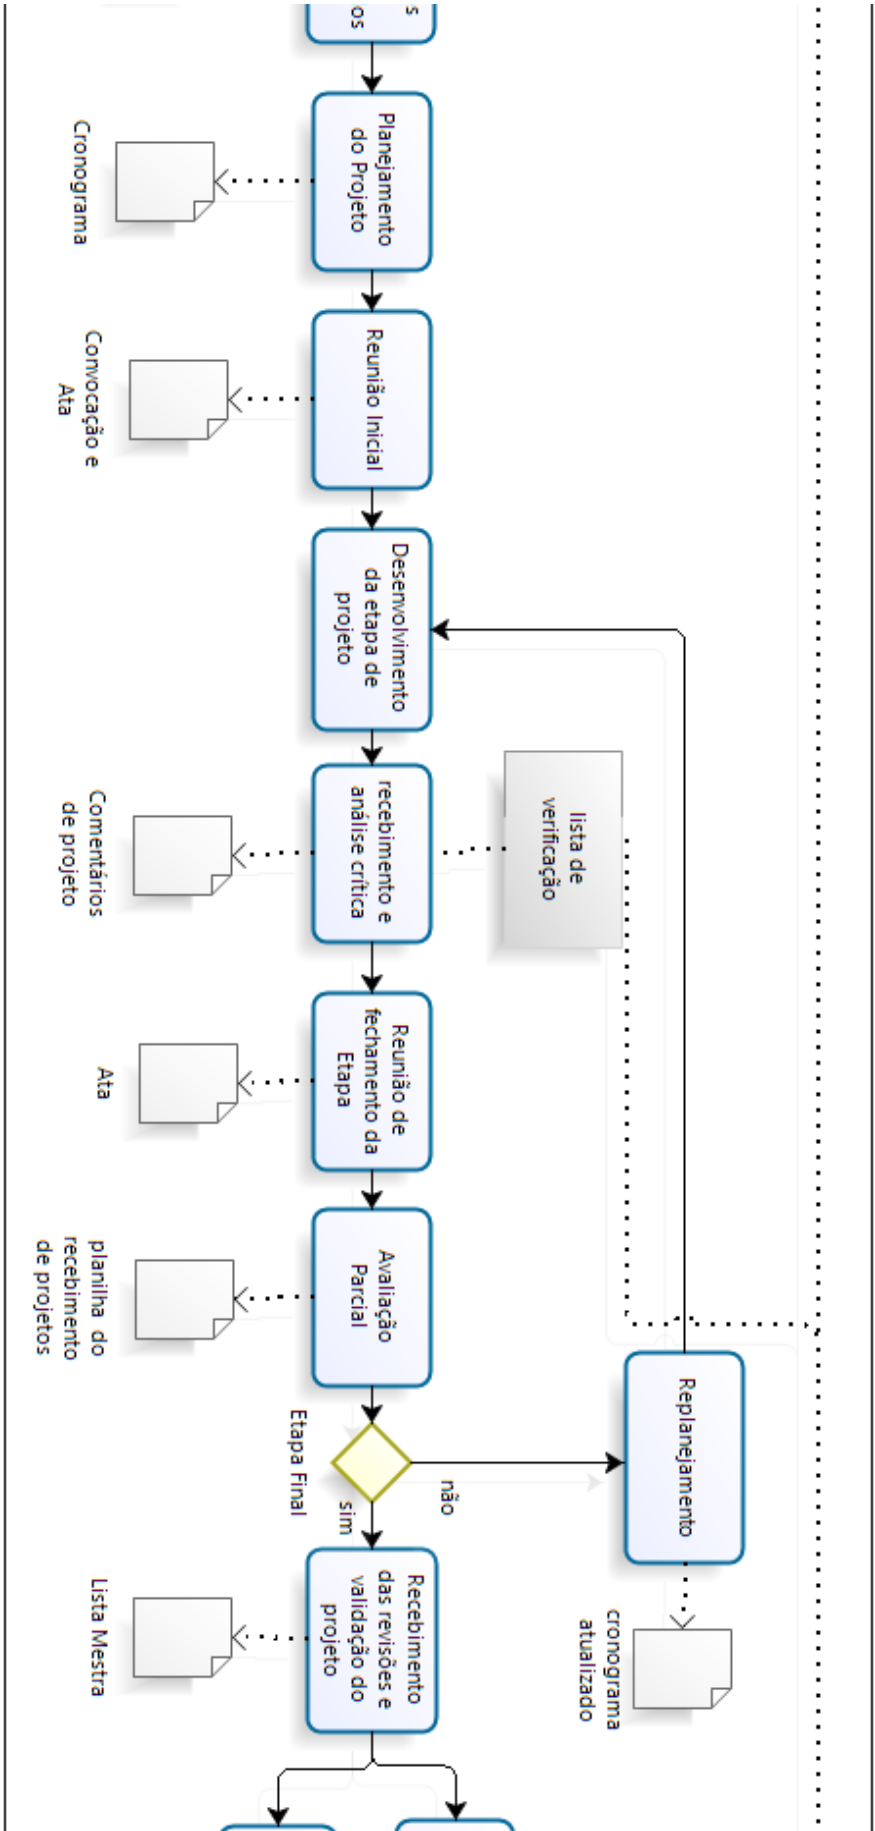 s
os
Planejamento
do Projeto
Cronograma
Reunião Inicial
Convocação e
Ata
Desenvolvimento
da etapa de
projeto
lista de
verificação
recebimento e
análise crítica
Comentários
de projeto
Reunião de
fechamento da
Etapa
Ata
Avaliação
Parcial
planilha do
recebimento
de projetos
Etapa Final
não
sim
Replanejamento
cronograma
atualizado
Recebimento
das revisões e
validação do
projeto
Lista Mestra